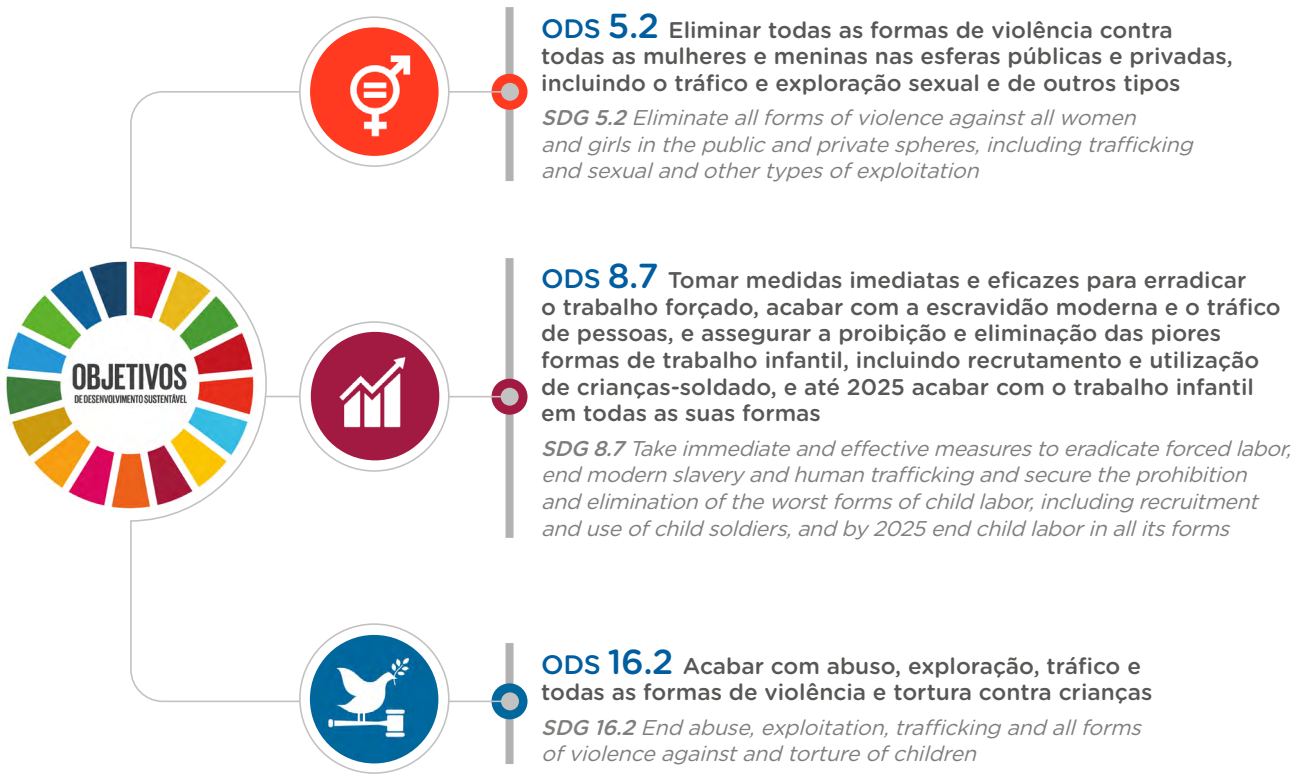 ODS 5.2 Eliminar todas as formas de violência contra
todas as mulheres e meninas nas esferas públicas e privadas,
incluindo o tráfico e exploração sexual e de outros tipos
SDG 5.2 Eliminate all forms of violence against all women
and girls in the public and private spheres, including trafficking
and sexual and other types of exploitation
OBJETIVOS
DE DESENVOLVIMENTO SUSTENTÁVEL
ODS 8.7 Tomar medidas imediatas e eficazes para erradicar
o trabalho forçado, acabar com a escravidão moderna e o tráfico
de pessoas, e assegurar a proibição e eliminação das piores
formas de trabalho infantil, incluindo recrutamento e utilização
de crianças-soldado, e até 2025 acabar com o trabalho infantil
em todas as suas formas
SDG 8.7 Take immediate and effective measures to eradicate forced labor,
end modern slavery and human trafficking and secure the prohibition
and elimination of the worst forms of child labor, including recruitment
and use of child soldiers, and by 2025 end child labor in all its forms
ODS 16.2 Acabar com abuso, exploração, tráfico e
todas as formas de violência e tortura contra crianças
SDG 16.2 End abuse, exploitation, trafficking and all forms
of violence against and torture of children